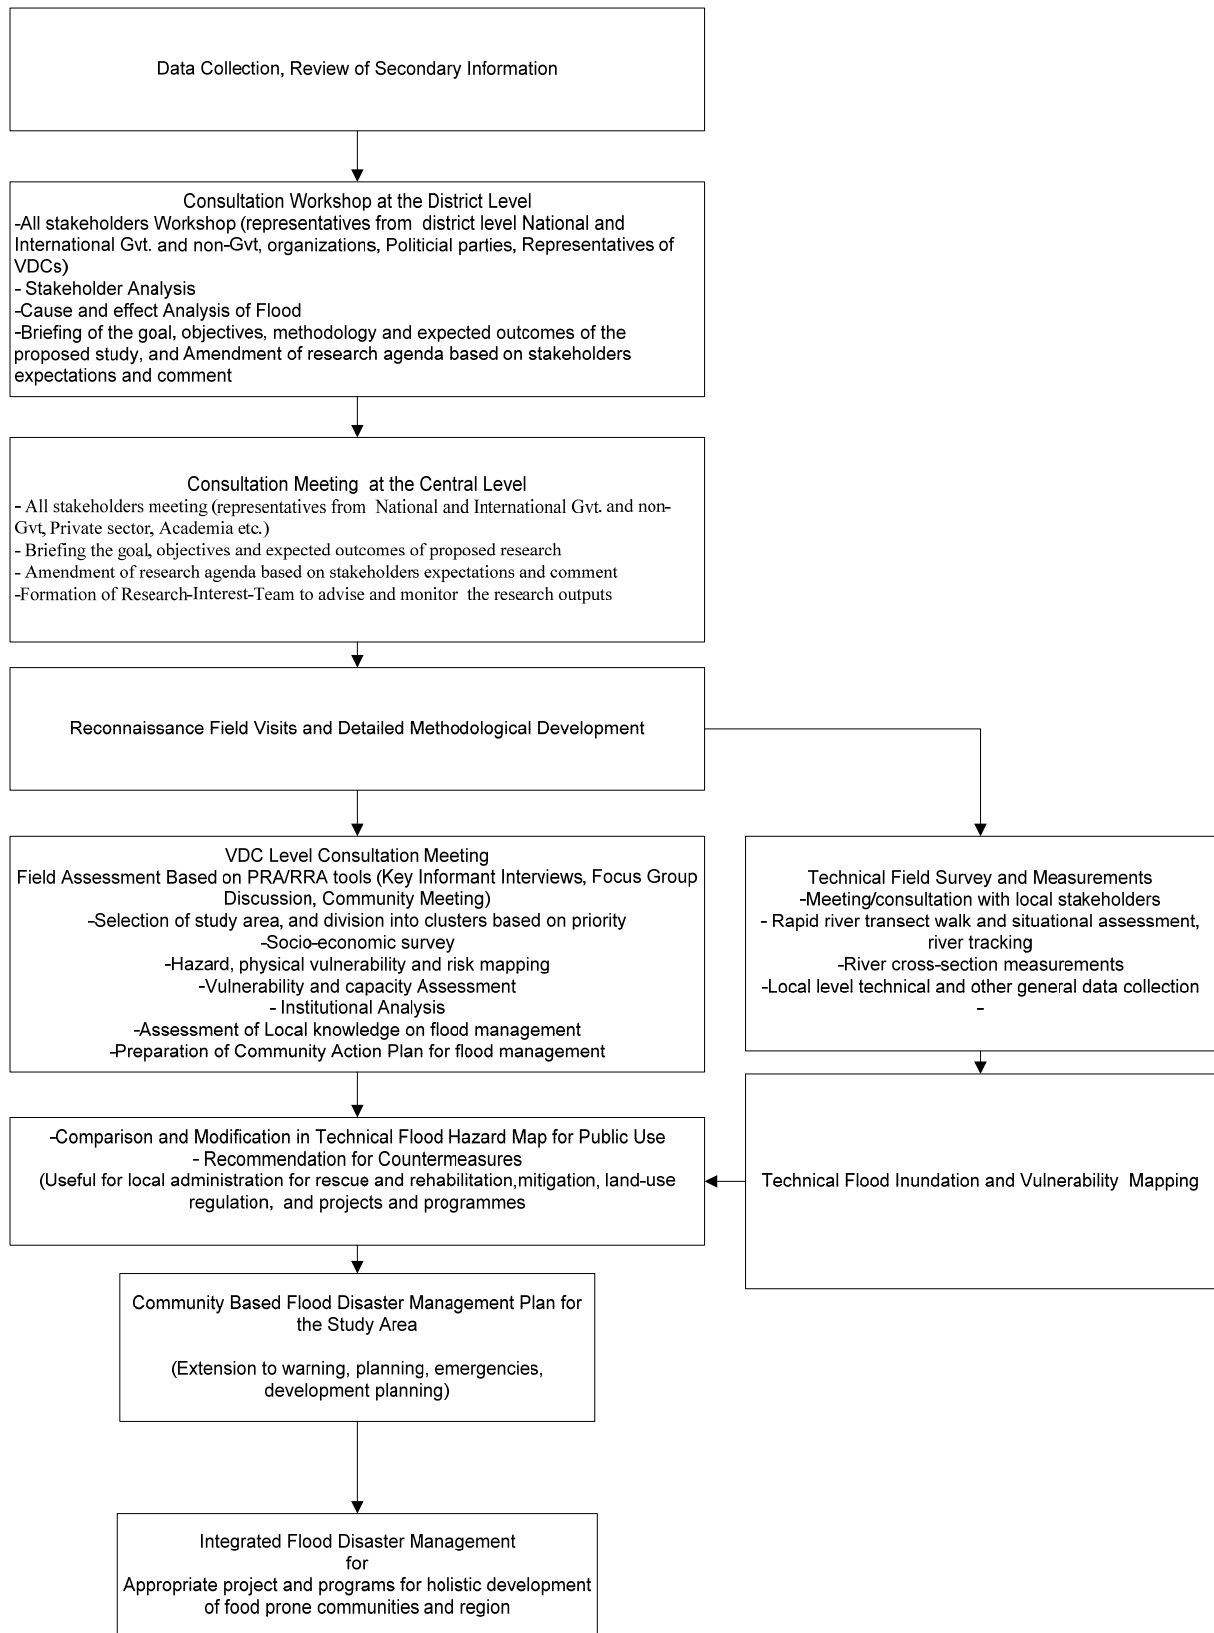 Data Collection, Review of Secondary Information
Consultation Workshop at the District Level
-All stakeholders Workshop (representatives from district level National and
International Gvt. and non-Gvt, organizations, Politicial parties, Representatives of
VDCs)
- Stakeholder Analysis
-Cause and effect Analysis of Flood
-Briefing of the goal, objectives, methodology and expected outcomes of the
proposed study, and Amendment of research agenda based on stakeholders
expectations and comment
Consultation Meeting at the Central Level
- All stakeholders meeting (representatives from National and International Gvt. and non-
Gvt, Private sector, Academia etc.)
- Briefing the goal, objectives and expected outcomes of proposed research
- Amendment of research agenda based on stakeholders expectations and comment
-Formation of Research-Interest-Team to advise and monitor the research outputs
Reconnaissance Field Visits and Detailed Methodological Development
VDC Level Consultation Meeting
Field Assessment Based on PRA/RRA tools (Key Informant Interviews, Focus Group
Discussion, Community Meeting)
-Selection of study area, and division into clusters based on priority
-Socio-economic survey
-Hazard, physical vulnerability and risk mapping
-Vulnerability and capacity Assessment
- Institutional Analysis
-Assessment of Local knowledge on flood management
-Preparation of Community Action Plan for flood management
Technical Field Survey and Measurements
-Meeting/consultation with local stakeholders
- Rapid river transect walk and situational assessment,
river tracking
-River cross-section measurements
-Local level technical and other general data collection
-
-Comparison and Modification in Technical Flood Hazard Map for Public Use
- Recommendation for Countermeasures
(Useful for local administration for rescue and rehabilitation,mitigation, land-use
regulation, and projects and programmes
Technical Flood Inundation and Vulnerability Mapping
Community Based Flood Disaster Management Plan for
the Study Area
(Extension to warning, planning, emergencies,
development planning)
Integrated Flood Disaster Management
for
Appropriate project and programs for holistic development
of food prone communities and region